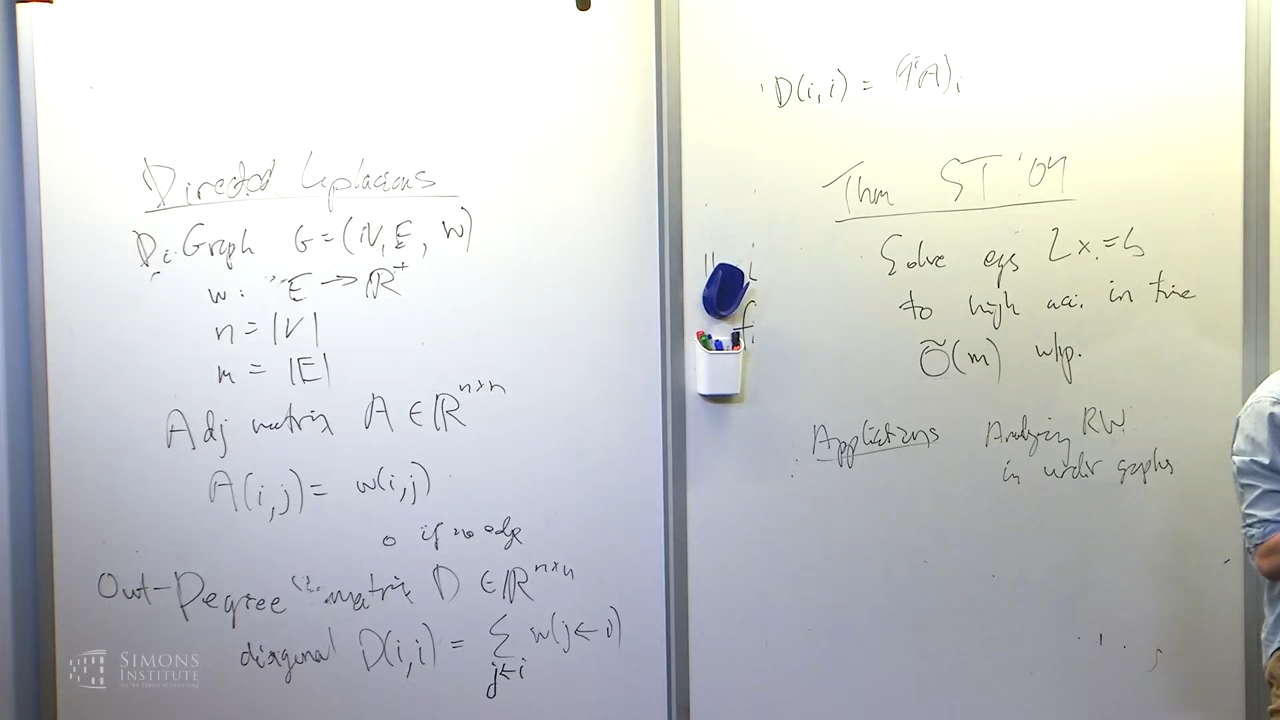 Directed Laplacians
Di Graph G = (V, E, w)
w: E → ℝ⁺
n = |V|
m = |E|
Adj matrix A ∈ ℝⁿˣⁿ
A(i,j) = w(i,j)
0 if no edge
Out-Degree matrix D ∈ ℝⁿˣⁿ
diagonal D(i,i) = Σ w(j←i)
j←i
SIMONS
INSTITUTE
D(i,i) = (1ᵀA)ᵢ
Thm ST '04
Solve eqs Lx = b
to high acc. in time
Õ(m) whp.
Applications Analyzing RW
in undir graphs